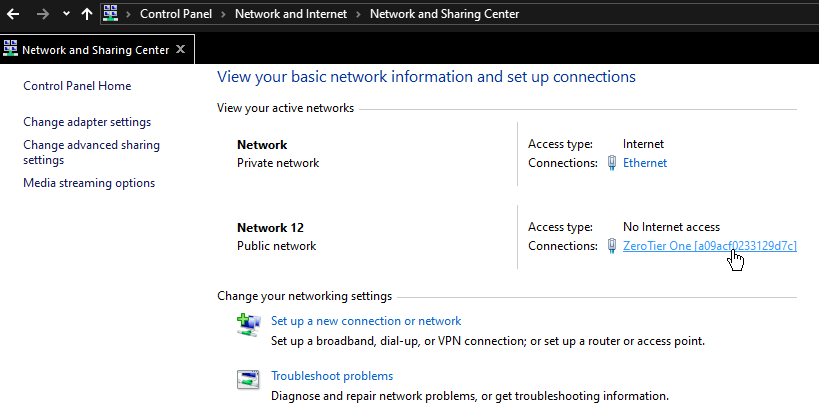 Control Panel > Network and Internet > Network and Sharing Center
Network and Sharing Center
View your basic network information and set up connections
Control Panel Home
View your active networks
Change adapter settings
Change advanced sharing
settings
Media streaming options
Network
Private network
Access type: Internet
Connections: Ethernet
Network 12
Public network
Access type: No Internet access
Connections: ZeroTier One [a09acf0233129d7c]
Change your networking settings
Set up a new connection or network
Set up a broadband, dial-up, or VPN connection; or set up a router or access point.
Troubleshoot problems
Diagnose and repair network problems, or get troubleshooting information.